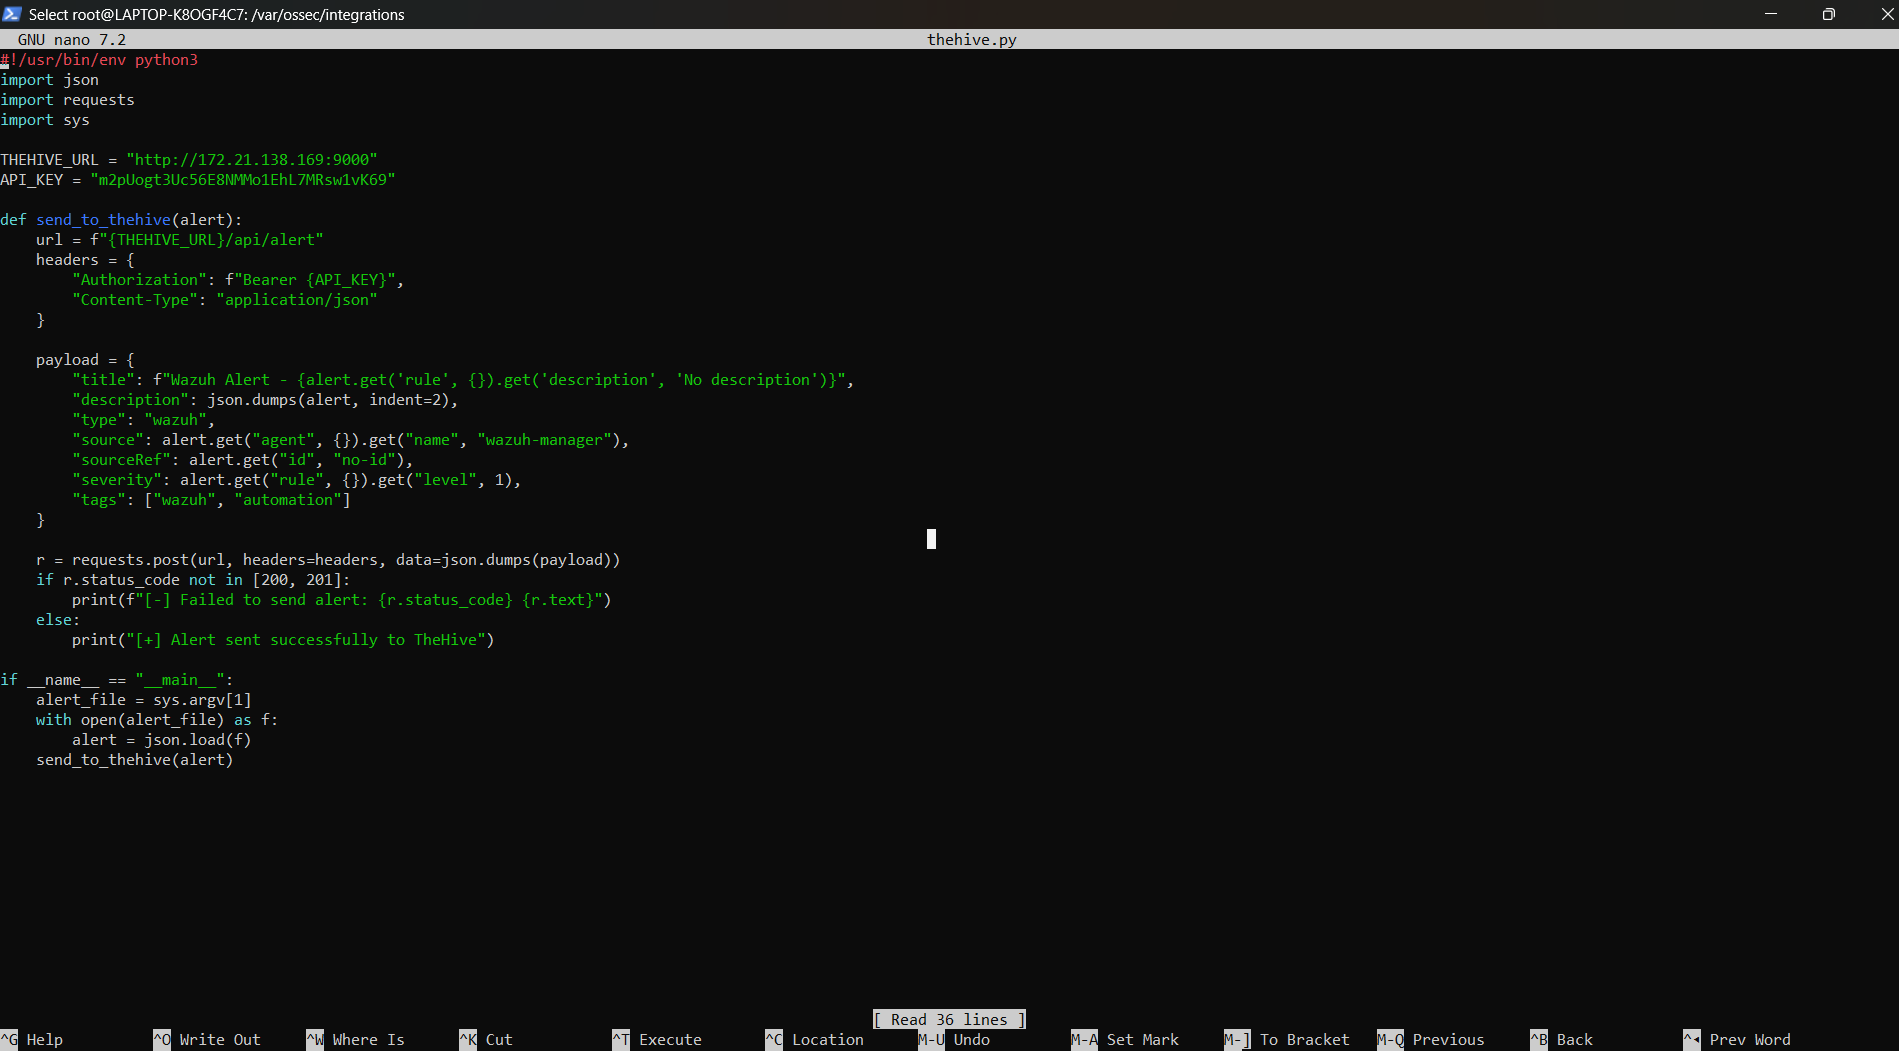 Select root@LAPTOP-K8OGF4C7: /var/ossec/integrations
GNU nano 7.2 thehive.py
#!/usr/bin/env python3
import json
import requests
import sys

THEHIVE_URL = "http://172.21.138.169:9000"
API_KEY = "m2pUogt3Uc56E8NMMo1EhL7MRsw1vK69"

def send_to_thehive(alert):
    url = f"{THEHIVE_URL}/api/alert"
    headers = {
        "Authorization": f"Bearer {API_KEY}",
        "Content-Type": "application/json"
    }

    payload = {
        "title": f"Wazuh Alert - {alert.get('rule', {}).get('description', 'No description')}",
        "description": json.dumps(alert, indent=2),
        "type": "wazuh",
        "source": alert.get("agent", {}).get("name", "wazuh-manager"),
        "sourceRef": alert.get("id", "no-id"),
        "severity": alert.get("rule", {}).get("level", 1),
        "tags": ["wazuh", "automation"]
    }

    r = requests.post(url, headers=headers, data=json.dumps(payload))
    if r.status_code not in [200, 201]:
        print(f"[-] Failed to send alert: {r.status_code} {r.text}")
    else:
        print("[+] Alert sent successfully to TheHive")

if __name__ == "__main__":
    alert_file = sys.argv[1]
    with open(alert_file) as f:
        alert = json.load(f)
    send_to_thehive(alert)

[ Read 36 lines ]
^G Help ^O Write Out ^W Where Is ^K Cut ^T Execute ^C Location M-U Undo M-A Set Mark M-] To Bracket M-Q Previous ^B Back ^◂ Prev Word